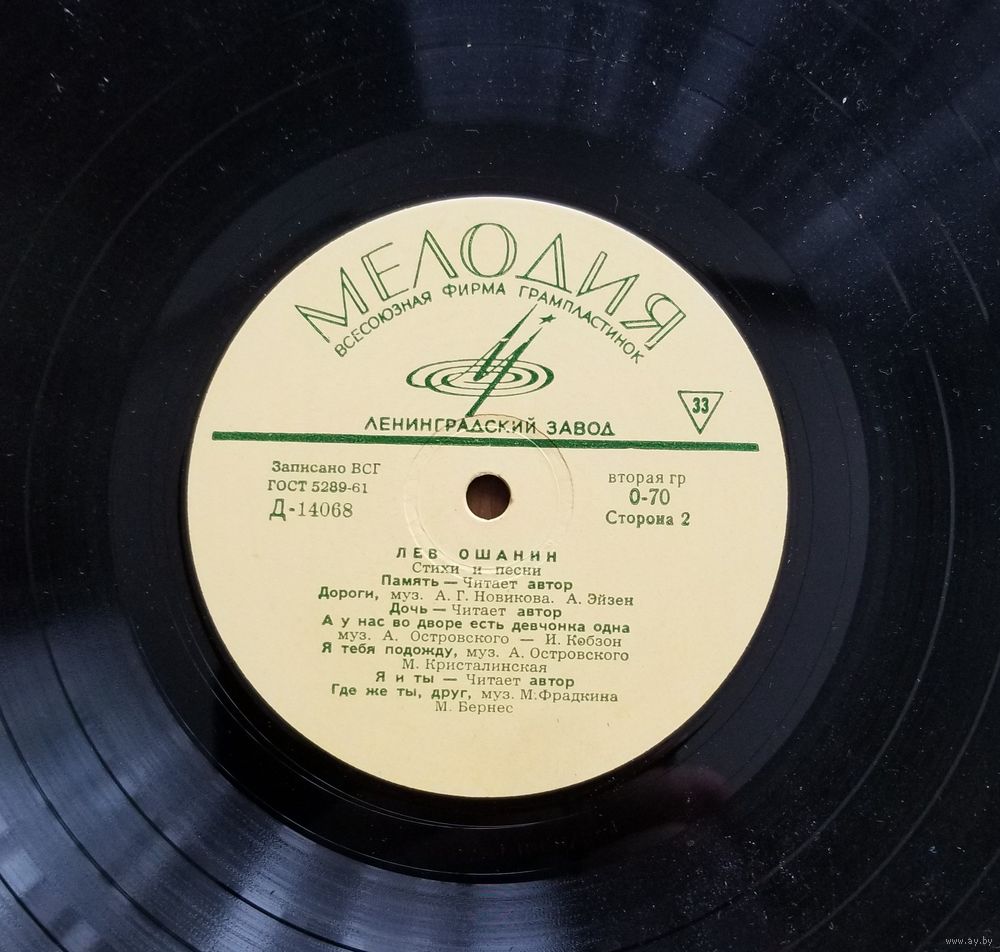 МЕЛОДИЯ
ВСЕСОЮЗНАЯ ФИРМА ГРАМПЛАСТИНОК
ЛЕНИНГРАДСКИЙ ЗАВОД
33
Записано ВСГ
ГОСТ 5289-61
Д-14068
вторая гр
0-70
Сторона 2
ЛЕВ ОШАНИН
Стихи и песни
Память — Читает автор
Дороги, муз. А. Г. Новикова. А. Эйзен
Дочь — Читает автор
А у нас во дворе есть девчонка одна
муз. А. Островского — И. Кобзон
Я тебя подожду, муз. А. Островского
М. Кристалинская
Я и ты — Читает автор
Где же ты, друг, муз. М.Фрадкина
М. Бернес
www.ay.by